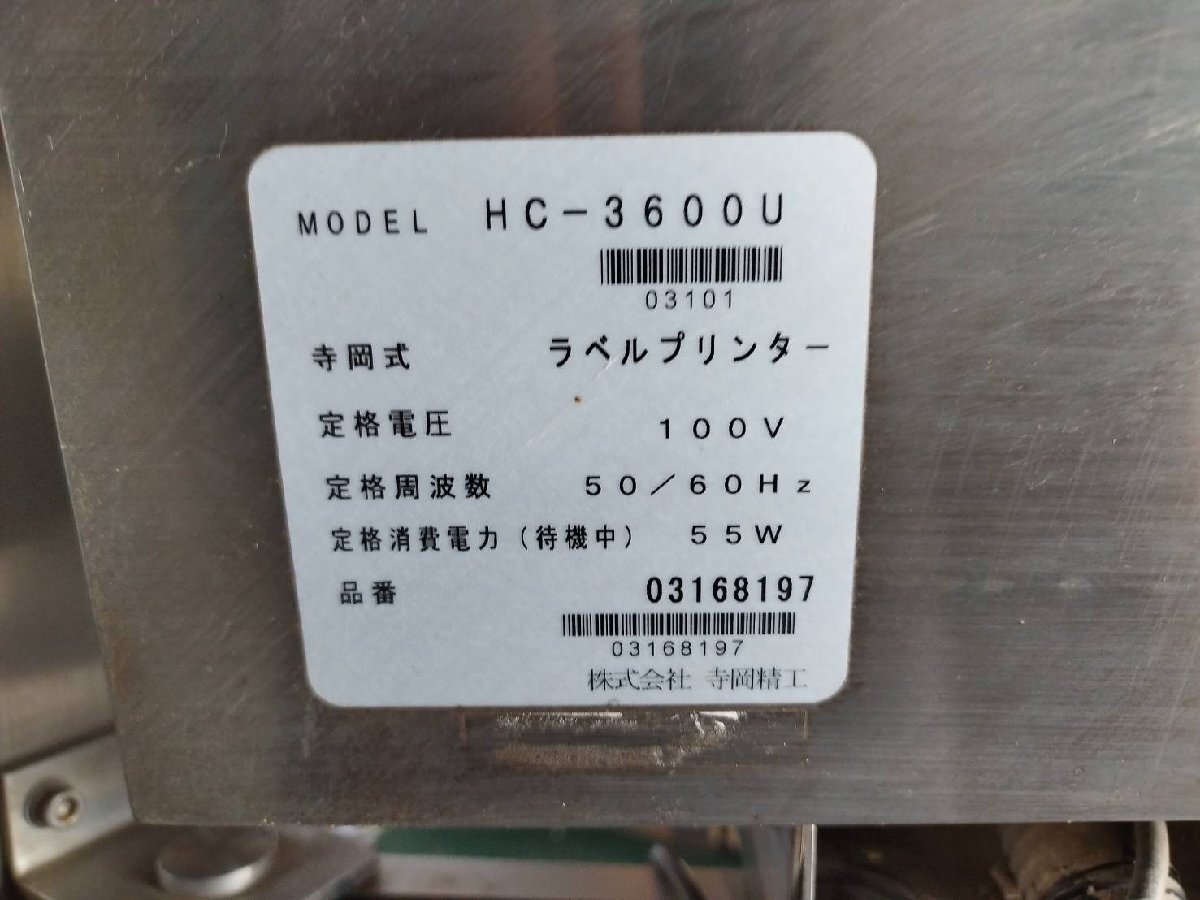 MODEL HC-3600U
03101
寺岡式 ラベルプリンター
定格電圧 100V
定格周波数 50/60Hz
定格消費電力(待機中) 55W
品番 03168197
03168197
株式会社 寺岡精工